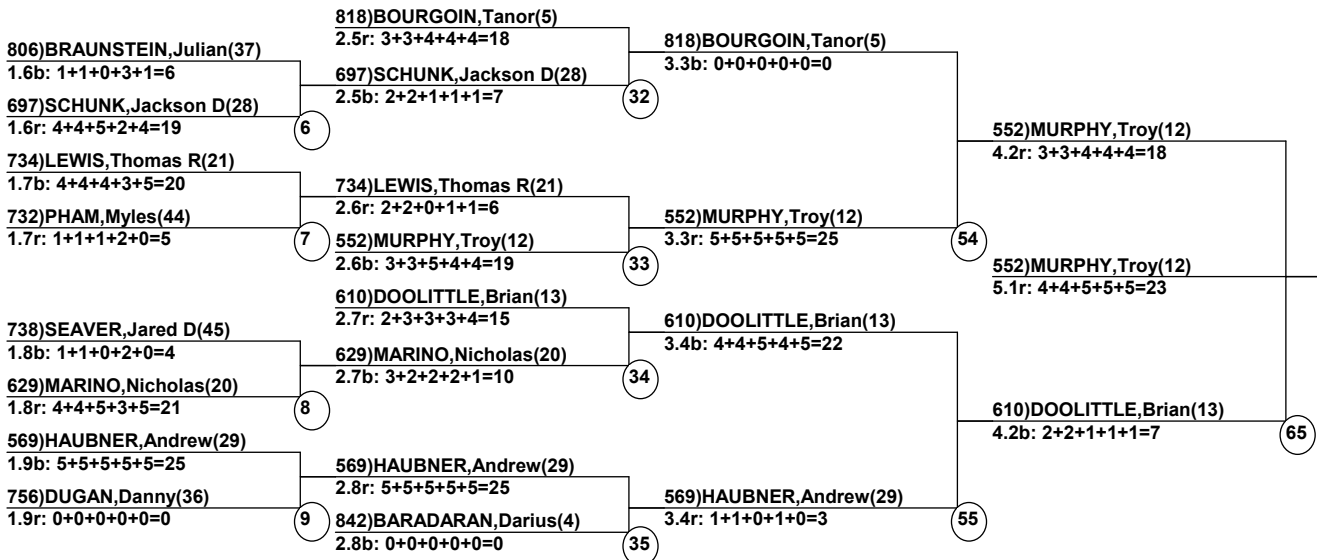 806)BRAUNSTEIN,Julian(37)
1.6b: 1+1+0+3+1=6
697)SCHUNK,Jackson D(28)
1.6r: 4+4+5+2+4=19
6
734)LEWIS,Thomas R(21)
1.7b: 4+4+4+3+5=20
732)PHAM,Myles(44)
1.7r: 1+1+1+2+0=5
7
738)SEAVER,Jared D(45)
1.8b: 1+1+0+2+0=4
629)MARINO,Nicholas(20)
1.8r: 4+4+5+3+5=21
8
569)HAUBNER,Andrew(29)
1.9b: 5+5+5+5+5=25
756)DUGAN,Danny(36)
1.9r: 0+0+0+0+0=0
9
818)BOURGOIN,Tanor(5)
2.5r: 3+3+4+4+4=18
697)SCHUNK,Jackson D(28)
2.5b: 2+2+1+1+1=7
32
734)LEWIS,Thomas R(21)
2.6r: 2+2+0+1+1=6
552)MURPHY,Troy(12)
2.6b: 3+3+5+4+4=19
33
610)DOOLITTLE,Brian(13)
2.7r: 2+3+3+3+4=15
629)MARINO,Nicholas(20)
2.7b: 3+2+2+2+1=10
34
569)HAUBNER,Andrew(29)
2.8r: 5+5+5+5+5=25
842)BARADARAN,Darius(4)
2.8b: 0+0+0+0+0=0
35
818)BOURGOIN,Tanor(5)
3.3b: 0+0+0+0+0=0
552)MURPHY,Troy(12)
3.3r: 5+5+5+5+5=25
54
610)DOOLITTLE,Brian(13)
3.4b: 4+4+5+4+5=22
569)HAUBNER,Andrew(29)
3.4r: 1+1+0+1+0=3
55
552)MURPHY,Troy(12)
4.2r: 3+3+4+4+4=18
552)MURPHY,Troy(12)
5.1r: 4+4+5+5+5=23
610)DOOLITTLE,Brian(13)
4.2b: 2+2+1+1+1=7
65